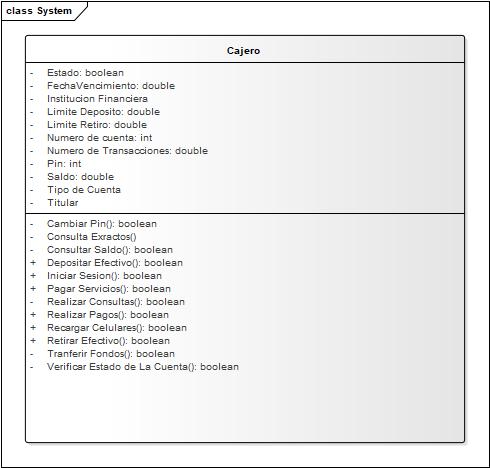 class System
Cajero
- Estado: boolean
- FechaVencimiento: double
- Institucion Financiera
- Limite Deposito: double
- Limite Retiro: double
- Numero de cuenta: int
- Numero de Transacciones: double
- Pin: int
- Saldo: double
- Tipo de Cuenta
- Titular
- Cambiar Pin(): boolean
- Consulta Exractos()
- Consultar Saldo(): boolean
+ Depositar Efectivo(): boolean
+ Iniciar Sesion(): boolean
+ Pagar Servicios(): boolean
- Realizar Consultas(): boolean
+ Realizar Pagos(): boolean
+ Recargar Celulares(): boolean
+ Retirar Efectivo(): boolean
- Tranferir Fondos(): boolean
- Verificar Estado de La Cuenta(): boolean